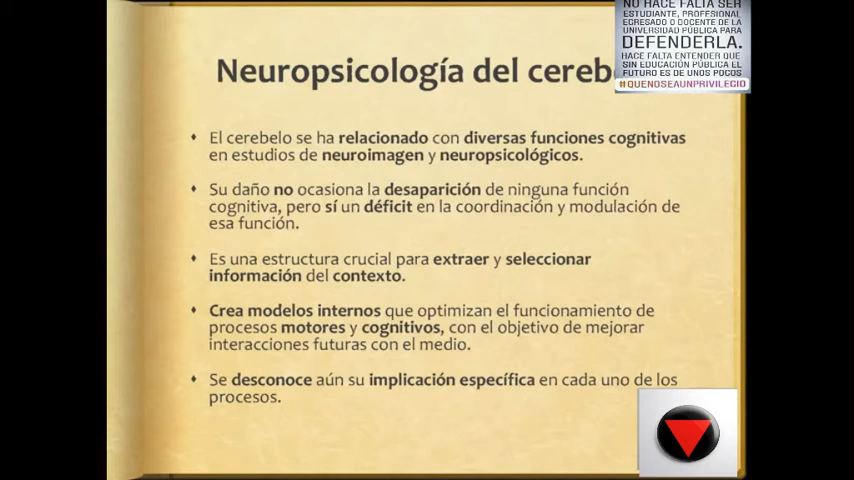 NO HACE FALTA SER
ESTUDIANTE, PROFESIONAL
EGRESADO O DOCENTE DE LA
UNIVERSIDAD PÚBLICA PARA
DEFENDERLA.
HACE FALTA ENTENDER QUE
SIN EDUCACIÓN PÚBLICA EL
FUTURO ES DE UNOS POCOS
#QUENOSEAUNPRIVILEGIO
Neuropsicología del cereb
♦ El cerebelo se ha relacionado con diversas funciones cognitivas
en estudios de neuroimagen y neuropsicológicos.
♦ Su daño no ocasiona la desaparición de ninguna función
cognitiva, pero sí un déficit en la coordinación y modulación de
esa función.
♦ Es una estructura crucial para extraer y seleccionar
información del contexto.
♦ Crea modelos internos que optimizan el funcionamiento de
procesos motores y cognitivos, con el objetivo de mejorar
interacciones futuras con el medio.
♦ Se desconoce aún su implicación específica en cada uno de los
procesos.